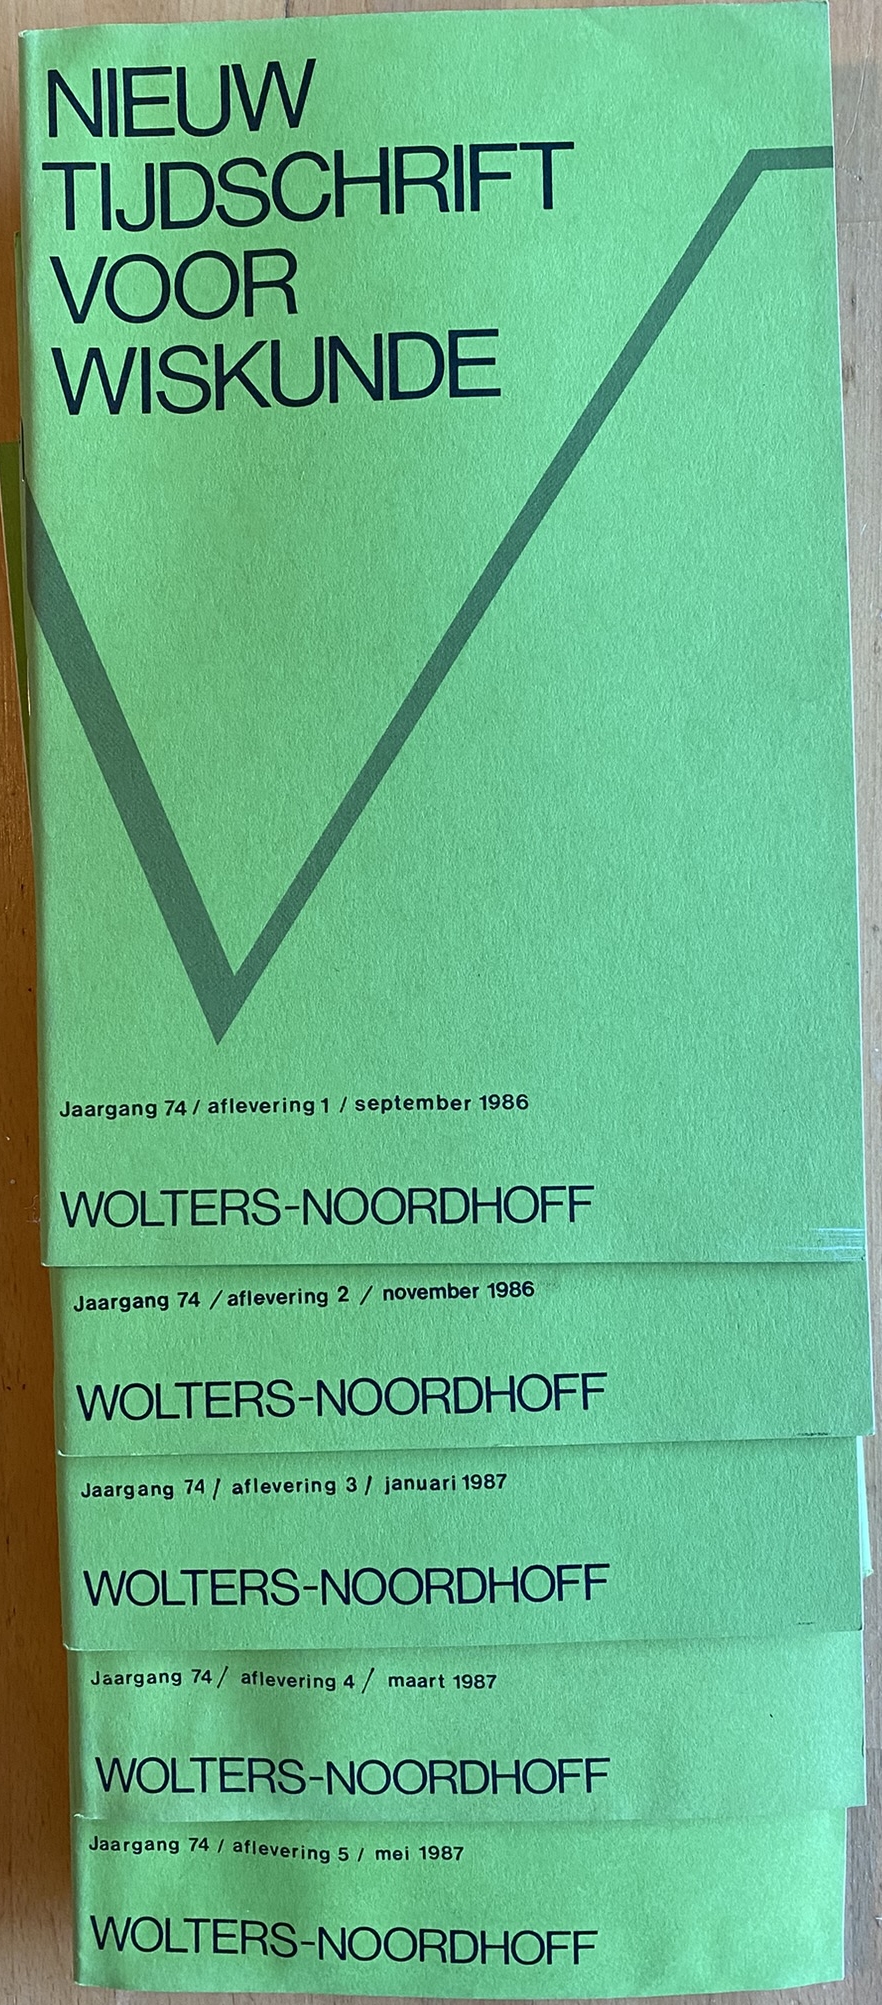 NIEUW
TIJDSCHRIFT
VOOR
WISKUNDE
Jaargang 74 / aflevering 1 / september 1986
WOLTERS-NOORDHOFF
Jaargang 74 / aflevering 2 / november 1986
WOLTERS-NOORDHOFF
Jaargang 74 / aflevering 3 / januari 1987
WOLTERS-NOORDHOFF
Jaargang 74 / aflevering 4 / maart 1987
WOLTERS-NOORDHOFF
Jaargang 74 / aflevering 5 / mei 1987
WOLTERS-NOORDHOFF